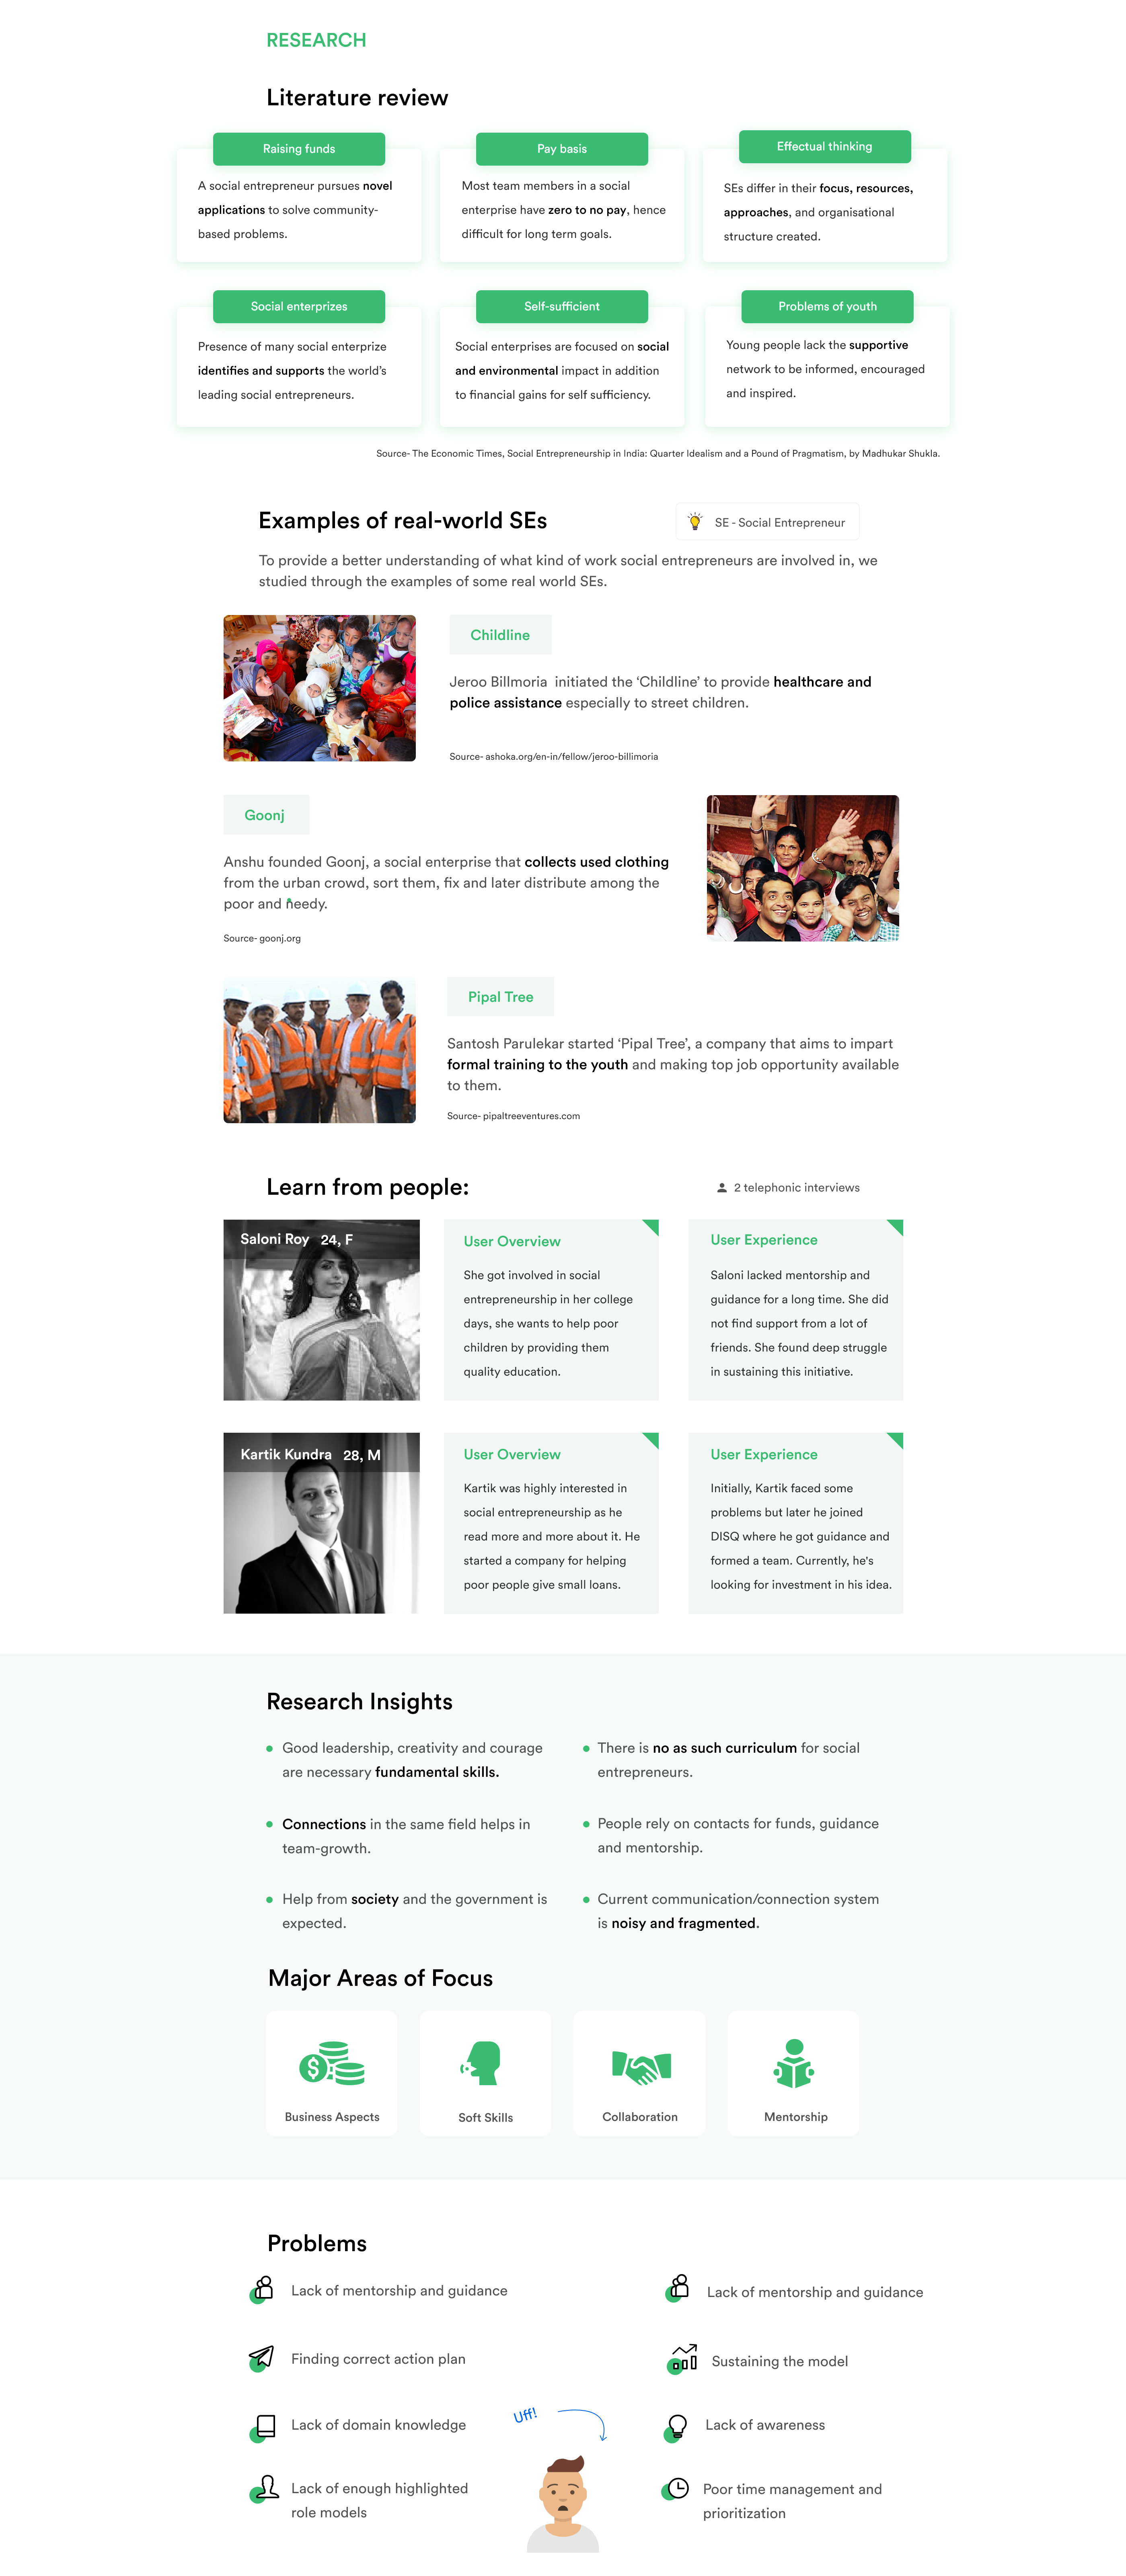 RESEARCH
Literature review
Raising funds
A social entrepreneur pursues novel
applications to solve community-
based problems.
Pay basis
Most team members in a social
enterprise have zero to no pay, hence
difficult for long term goals.
Effectual thinking
SEs differ in their focus, resources,
approaches, and organisational
structure created.
Social enterprizes
Presence of many social enterprize
identifies and supports the world's
leading social entrepreneurs.
Self-sufficient
Social enterprises are focused on social
and environmental impact in addition
to financial gains for self sufficiency.
Problems of youth
Young people lack the supportive
network to be informed, encouraged
and inspired.
Source- The Economic Times, Social Entrepreneurship in India: Quarter Idealism and a Pound of Pragmatism, by Madhukar Shukla.
Examples of real-world SEs
SE - Social Entrepreneur
To provide a better understanding of what kind of work social entrepreneurs are involved in, we
studied through the examples of some real world SEs.
Childline
Jeroo Billmoria initiated the ‘Childline’ to provide healthcare and
police assistance especially to street children.
Source- ashoka.org/en-in/fellow/jeroo-billimoria
Goonj
Anshu founded Goonj, a social enterprise that collects used clothing
from the urban crowd, sort them, fix and later distribute among the
poor and needy.
Source- goonj.org
Pipal Tree
Santosh Parulekar started ‘Pipal Tree’, a company that aims to impart
formal training to the youth and making top job opportunity available
to them.
Source- pipaltreeventures.com
Learn from people:
2 telephonic interviews
Saloni Roy 24, F
User Overview
She got involved in social
entrepreneurship in her college
days, she wants to help poor
children by providing them
quality education.
User Experience
Saloni lacked mentorship and
guidance for a long time. She did
not find support from a lot of
friends. She found deep struggle
in sustaining this initiative.
Kartik Kundra 28, M
User Overview
Kartik was highly interested in
social entrepreneurship as he
read more and more about it. He
started a company for helping
poor people give small loans.
User Experience
Initially, Kartik faced some
problems but later he joined
DISQ where he got guidance and
formed a team. Currently, he's
looking for investment in his idea.
Research Insights
Good leadership, creativity and courage
are necessary fundamental skills.
There is no as such curriculum for social
entrepreneurs.
Connections in the same field helps in
team-growth.
People rely on contacts for funds, guidance
and mentorship.
Help from society and the government is
expected.
Current communication/connection system
is noisy and fragmented.
Major Areas of Focus
Business Aspects
Soft Skills
Collaboration
Mentorship
Problems
Lack of mentorship and guidance
Lack of mentorship and guidance
Finding correct action plan
Sustaining the model
Uff!
Lack of domain knowledge
Lack of awareness
Lack of enough highlighted
role models
Poor time management and
prioritization